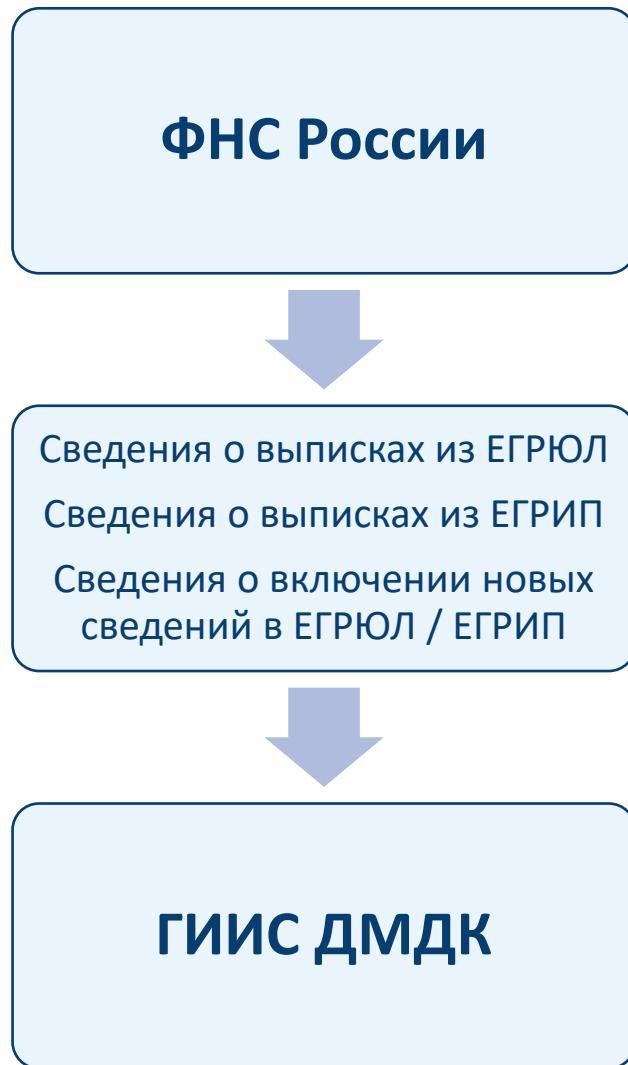 ФНС России
Сведения о выписках из ЕГРЮЛ
Сведения о выписках из ЕГРИП
Сведения о включении новых
сведений в ЕГРЮЛ / ЕГРИП
ГИИС ДМДК